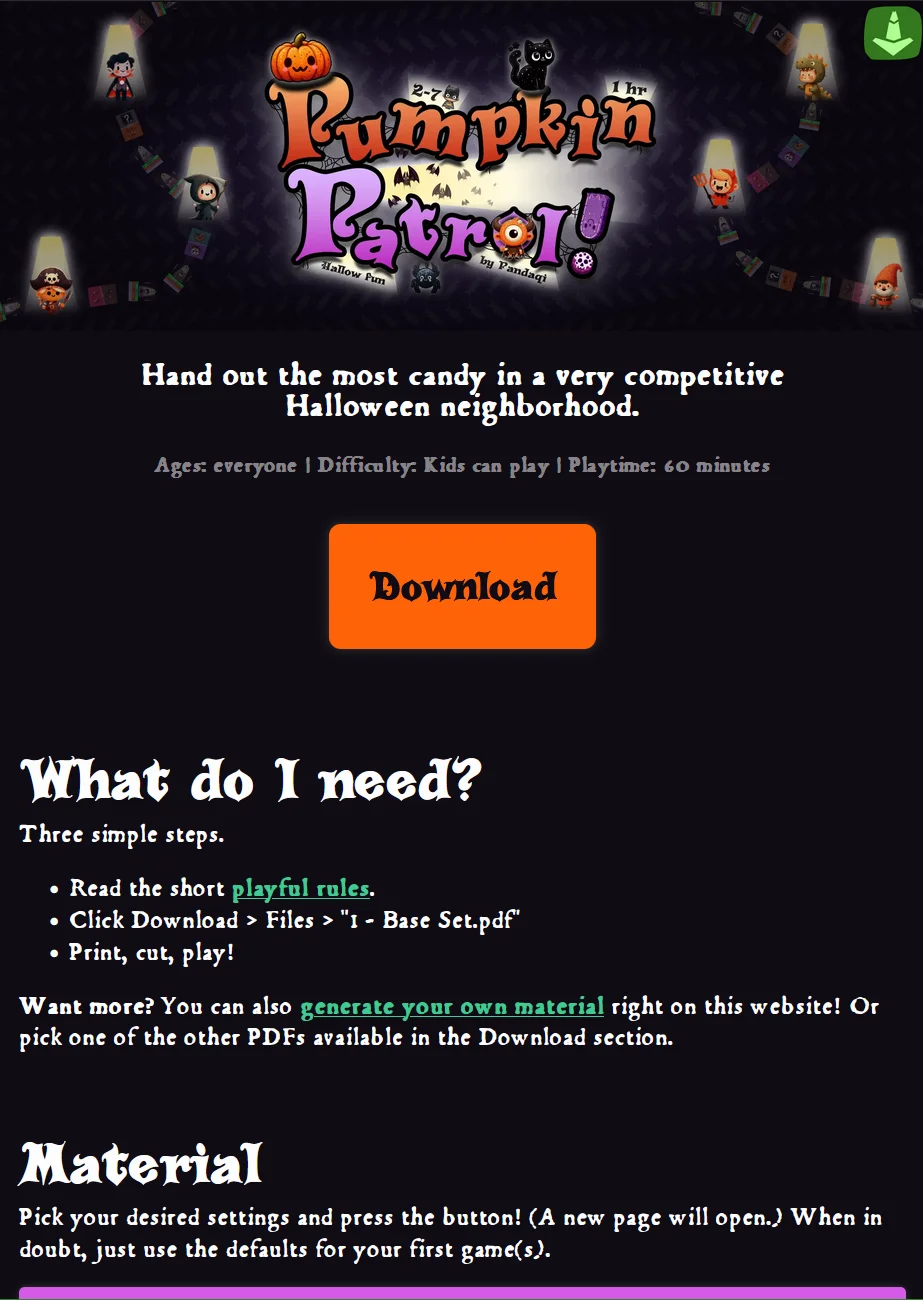 2-7
1 hr
Pumpkin
Patrol!
Hallow fun
by Pandaqi
Hand out the most candy in a very competitive
Halloween neighborhood.
Ages: everyone | Difficulty: Kids can play | Playtime: 60 minutes
Download
What do I need?
Three simple steps.
• Read the short playful rules.
• Click Download > Files > "1 - Base Set.pdf"
• Print, cut, play!
Want more? You can also generate your own material right on this website! Or
pick one of the other PDFs available in the Download section.
Material
Pick your desired settings and press the button! (A new page will open.) When in
doubt, just use the defaults for your first game(s).